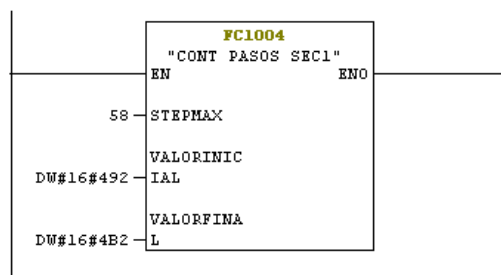 FC1004
"CONT PASOS SEC1"
EN ENO
58 STEPMAX
VALORINIC
DW#16#492 IAL
VALORFINA
DW#16#4B2 L